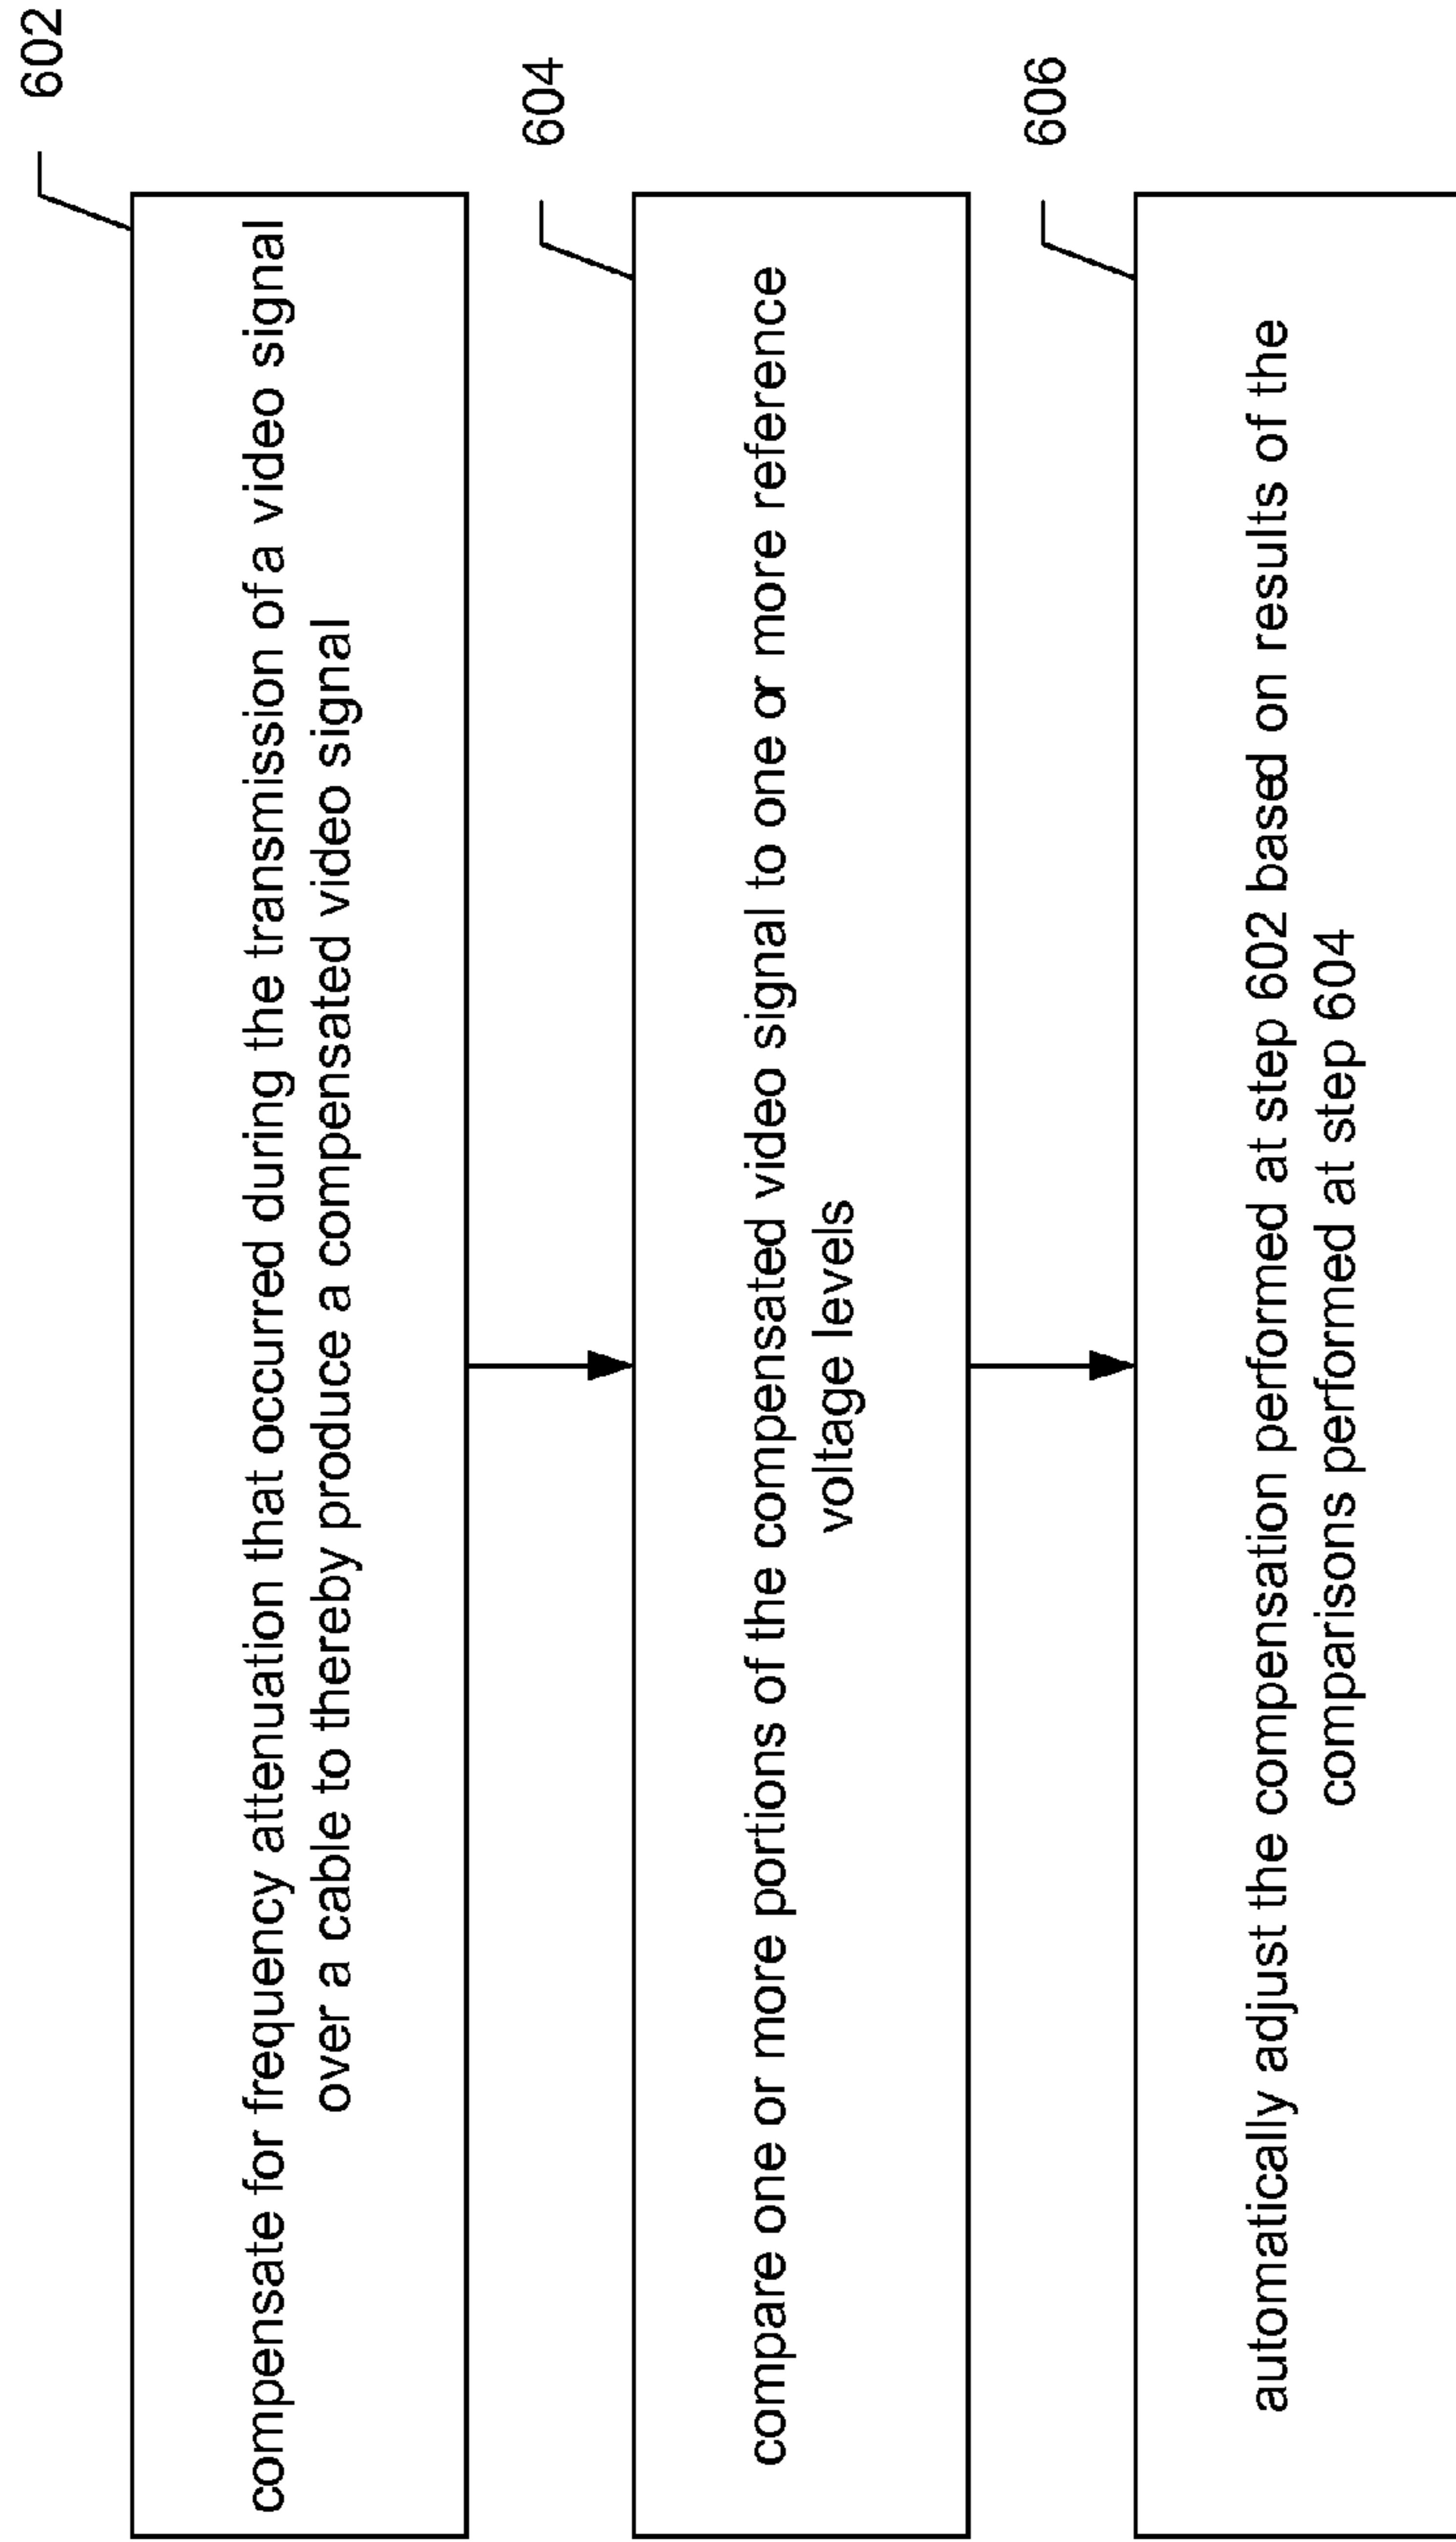 602
compensate for frequency attenuation that occurred during the transmission of a video signal
over a cable to thereby produce a compensated video signal
604
compare one or more portions of the compensated video signal to one or more reference
voltage levels
606
automatically adjust the compensation performed at step 602 based on results of the
comparisons performed at step 604